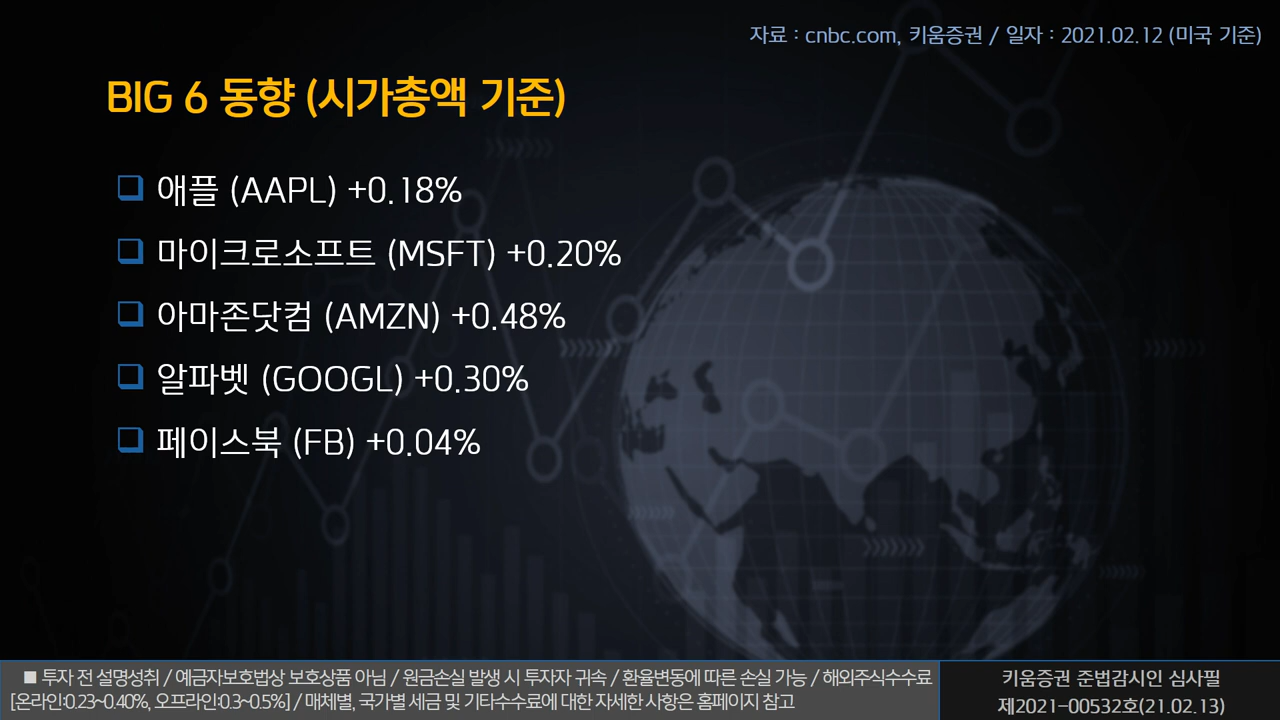 자료 : cnbc.com, 키움증권 / 일자 : 2021.02.12 (미국 기준)
BIG 6 동향 (시가총액 기준)
애플 (AAPL) +0.18%
마이크로소프트 (MSFT) +0.20%
아마존닷컴 (AMZN) +0.48%
알파벳 (GOOGL) +0.30%
페이스북 (FB) +0.04%
■ 투자 전 설명성취 / 예금자보호법상 보호상품 아님 / 원금손실 발생 시 투자자 귀속 / 환율변동에 따른 손실 가능 / 해외주식수수료
[온라인:0.23~0.40%, 오프라인:0.3~0.5%] / 매체별, 국가별 세금 및 기타수수료에 대한 자세한 사항은 홈페이지 참고
키움증권 준법감시인 심사필
제2021-00532호(21.02.13)